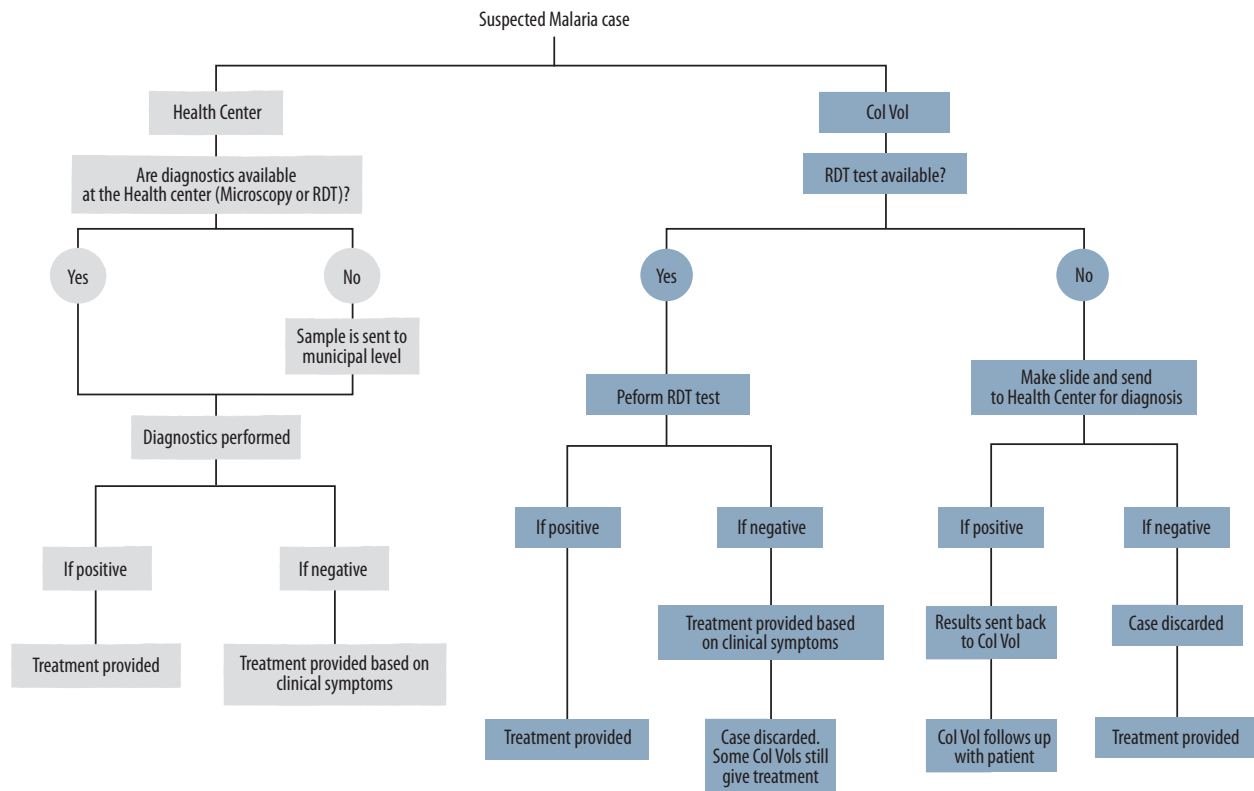 Suspected Malaria case
Health Center
Col Vol
Are diagnostics available
at the Health center (Microscopy or RDT)?
RDT test available?
Yes
No
Yes
No
Sample is sent to
municipal level
Peform RDT test
Make slide and send
to Health Center for diagnosis
Diagnostics performed
If positive
If negative
If positive
If negative
If positive
If negative
Treatment provided based
on clinical symptoms
Results sent back
to Col Vol
Case discarded
Treatment provided
Treatment provided based on
clinical symptoms
Treatment provided
Case discarded.
Some Col Vols still
give treatment
Col Vol follows up
with patient
Treatment provided